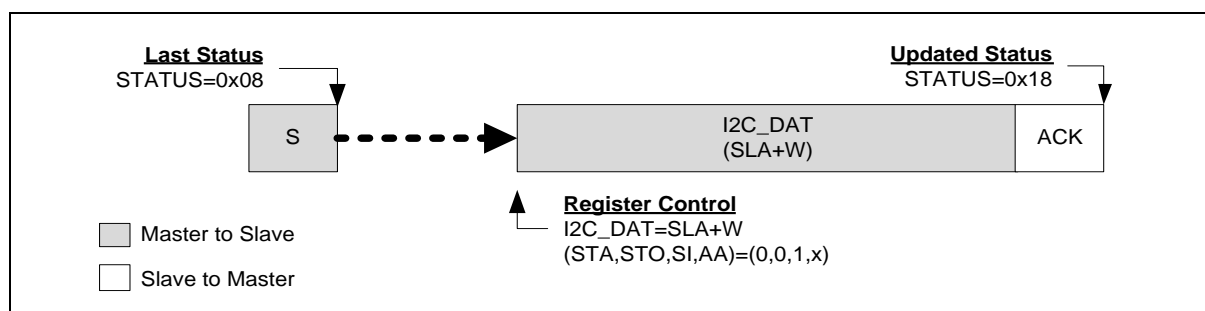 Last Status
STATUS=0x08
Updated Status
STATUS=0x18
S
I2C_DAT
(SLA+W)
ACK
Register Control
I2C_DAT=SLA+W
(STA,STO,SI,AA)=(0,0,1,x)
Master to Slave
Slave to Master